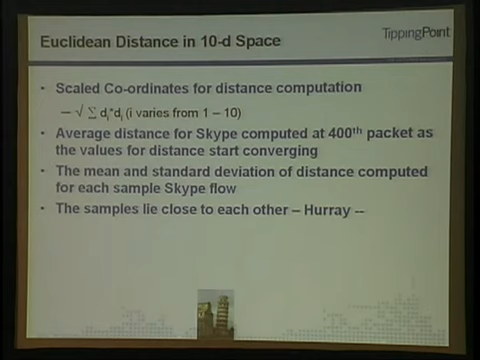 Euclidean Distance in 10-d Space
TippingPoint
• Scaled Co-ordinates for distance computation
– √ ∑ di*di (i varies from 1 – 10)
• Average distance for Skype computed at 400th packet as
the values for distance start converging
• The mean and standard deviation of distance computed
for each sample Skype flow
• The samples lie close to each other – Hurray --